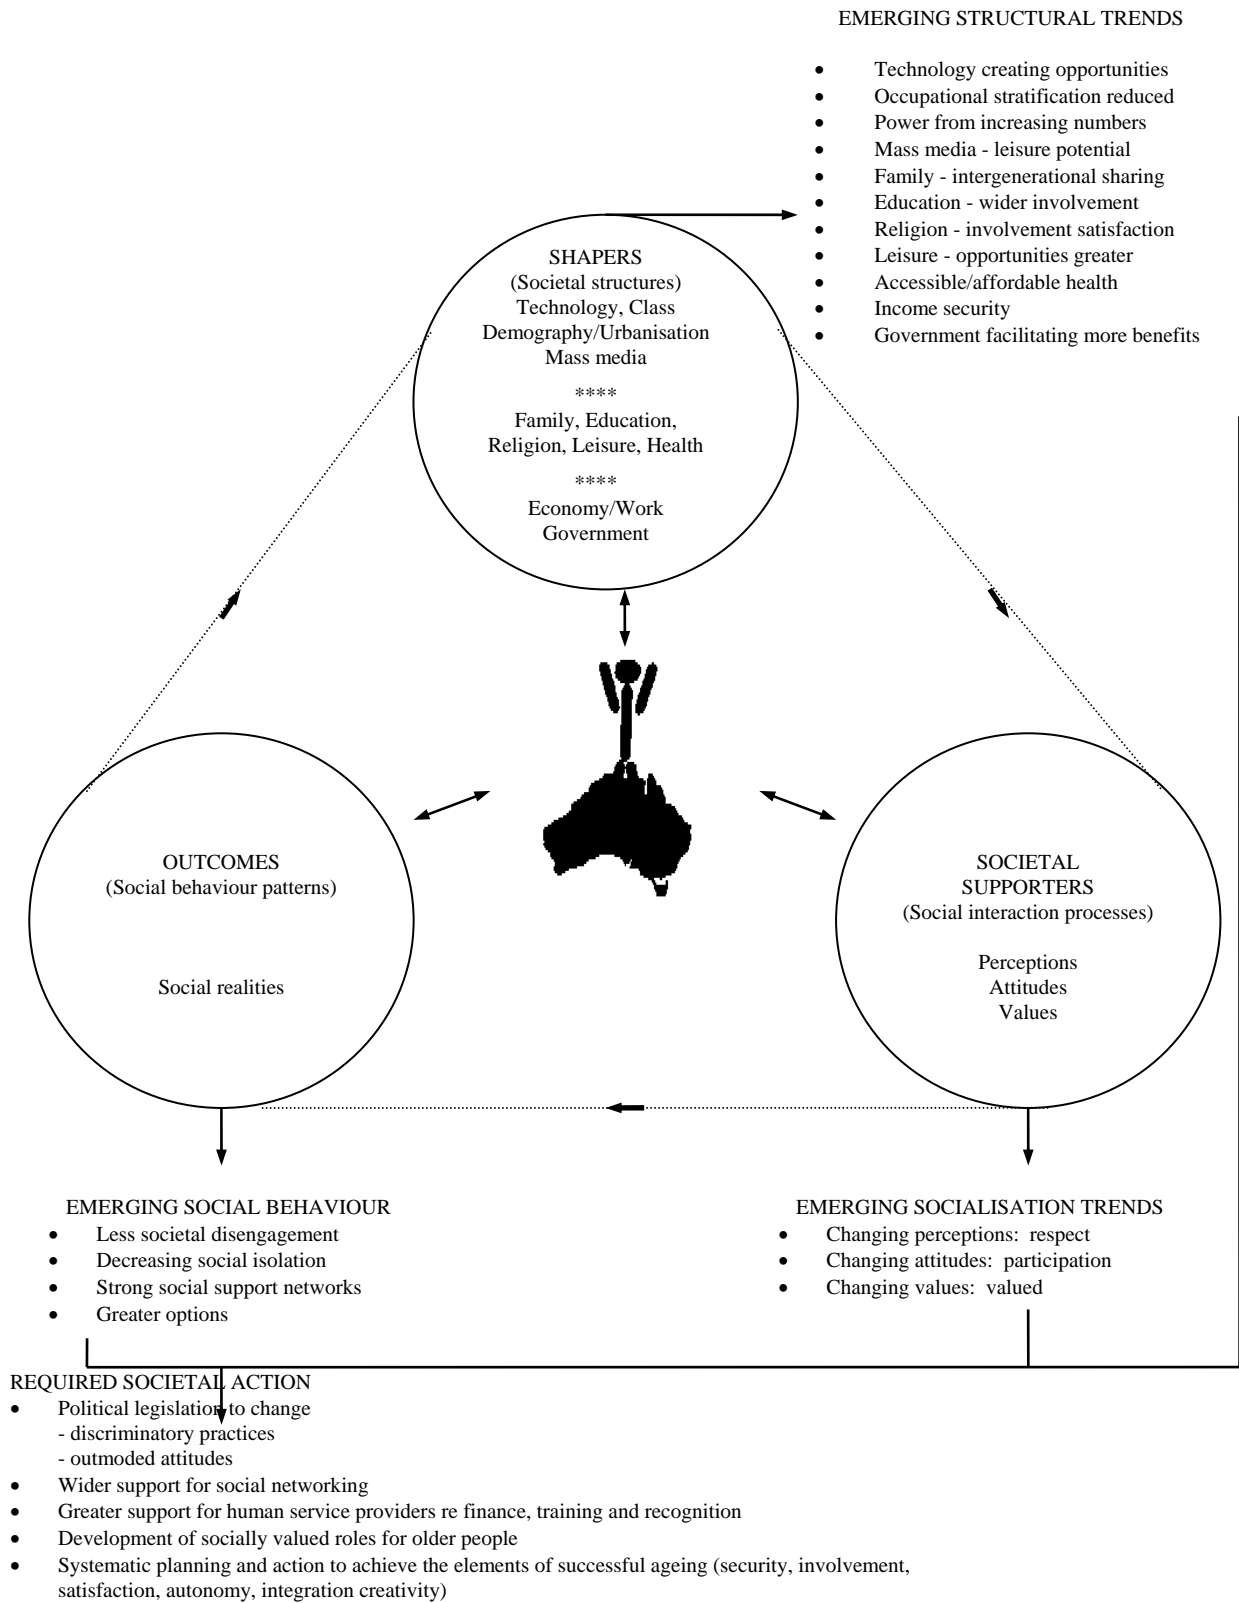 EMERGING STRUCTURAL TRENDS
• Technology creating opportunities
• Occupational stratification reduced
• Power from increasing numbers
• Mass media - leisure potential
• Family - intergenerational sharing
• Education - wider involvement
• Religion - involvement satisfaction
• Leisure - opportunities greater
• Accessible/affordable health
• Income security
• Government facilitating more benefits
SHAPERS
(Societal structures)
Technology, Class
Demography/Urbanisation
Mass media
****
Family, Education,
Religion, Leisure, Health
****
Economy/Work
Government
OUTCOMES
(Social behaviour patterns)
Social realities
SOCIETAL
SUPPORTERS
(Social interaction processes)
Perceptions
Attitudes
Values
EMERGING SOCIAL BEHAVIOUR
• Less societal disengagement
• Decreasing social isolation
• Strong social support networks
• Greater options
EMERGING SOCIALISATION TRENDS
• Changing perceptions: respect
• Changing attitudes: participation
• Changing values: valued
REQUIRED SOCIETAL ACTION
• Political legislation to change
- discriminatory practices
- outmoded attitudes
• Wider support for social networking
• Greater support for human service providers re finance, training and recognition
• Development of socially valued roles for older people
• Systematic planning and action to achieve the elements of successful ageing (security, involvement,
satisfaction, autonomy, integration creativity)